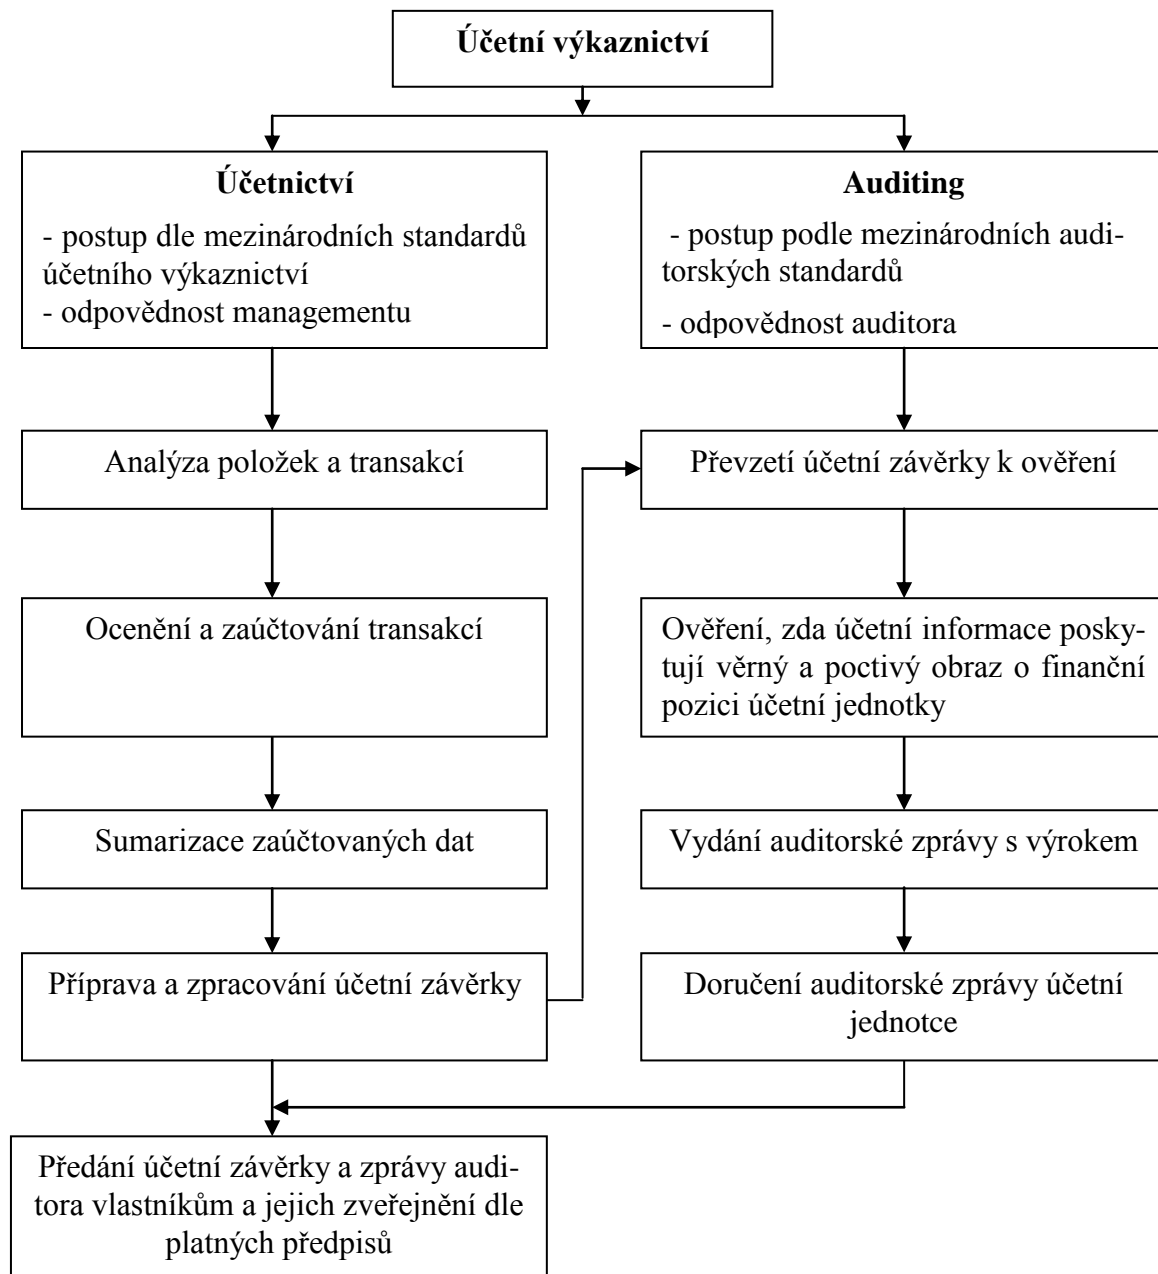 Účetní výkaznictví
Účetnictví
- postup dle mezinárodních standardů
účetního výkaznictví
- odpovědnost managementu
Auditing
- postup podle mezinárodních audi-
torských standardů
- odpovědnost auditora
Analýza položek a transakcí
Převzetí účetní závěrky k ověření
Ocenění a zaúčtování transakcí
Ověření, zda účetní informace posky-
tují věrný a poctivý obraz o finanční
pozici účetní jednotky
Sumarizace zaúčtovaných dat
Vydání auditorské zprávy s výrokem
Příprava a zpracování účetní závěrky
Doručení auditorské zprávy účetní
jednotce
Předání účetní závěrky a zprávy audi-
tora vlastníkům a jejich zveřejnění dle
platných předpisů